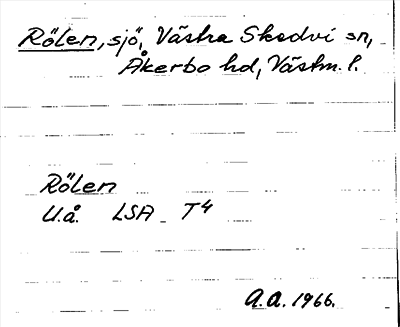 Rölen, sjö, Västra Skedvi sn,
Åkerbo hd, Västm. l.
Rölen
U.å. LSA T4
A.A. 1966.